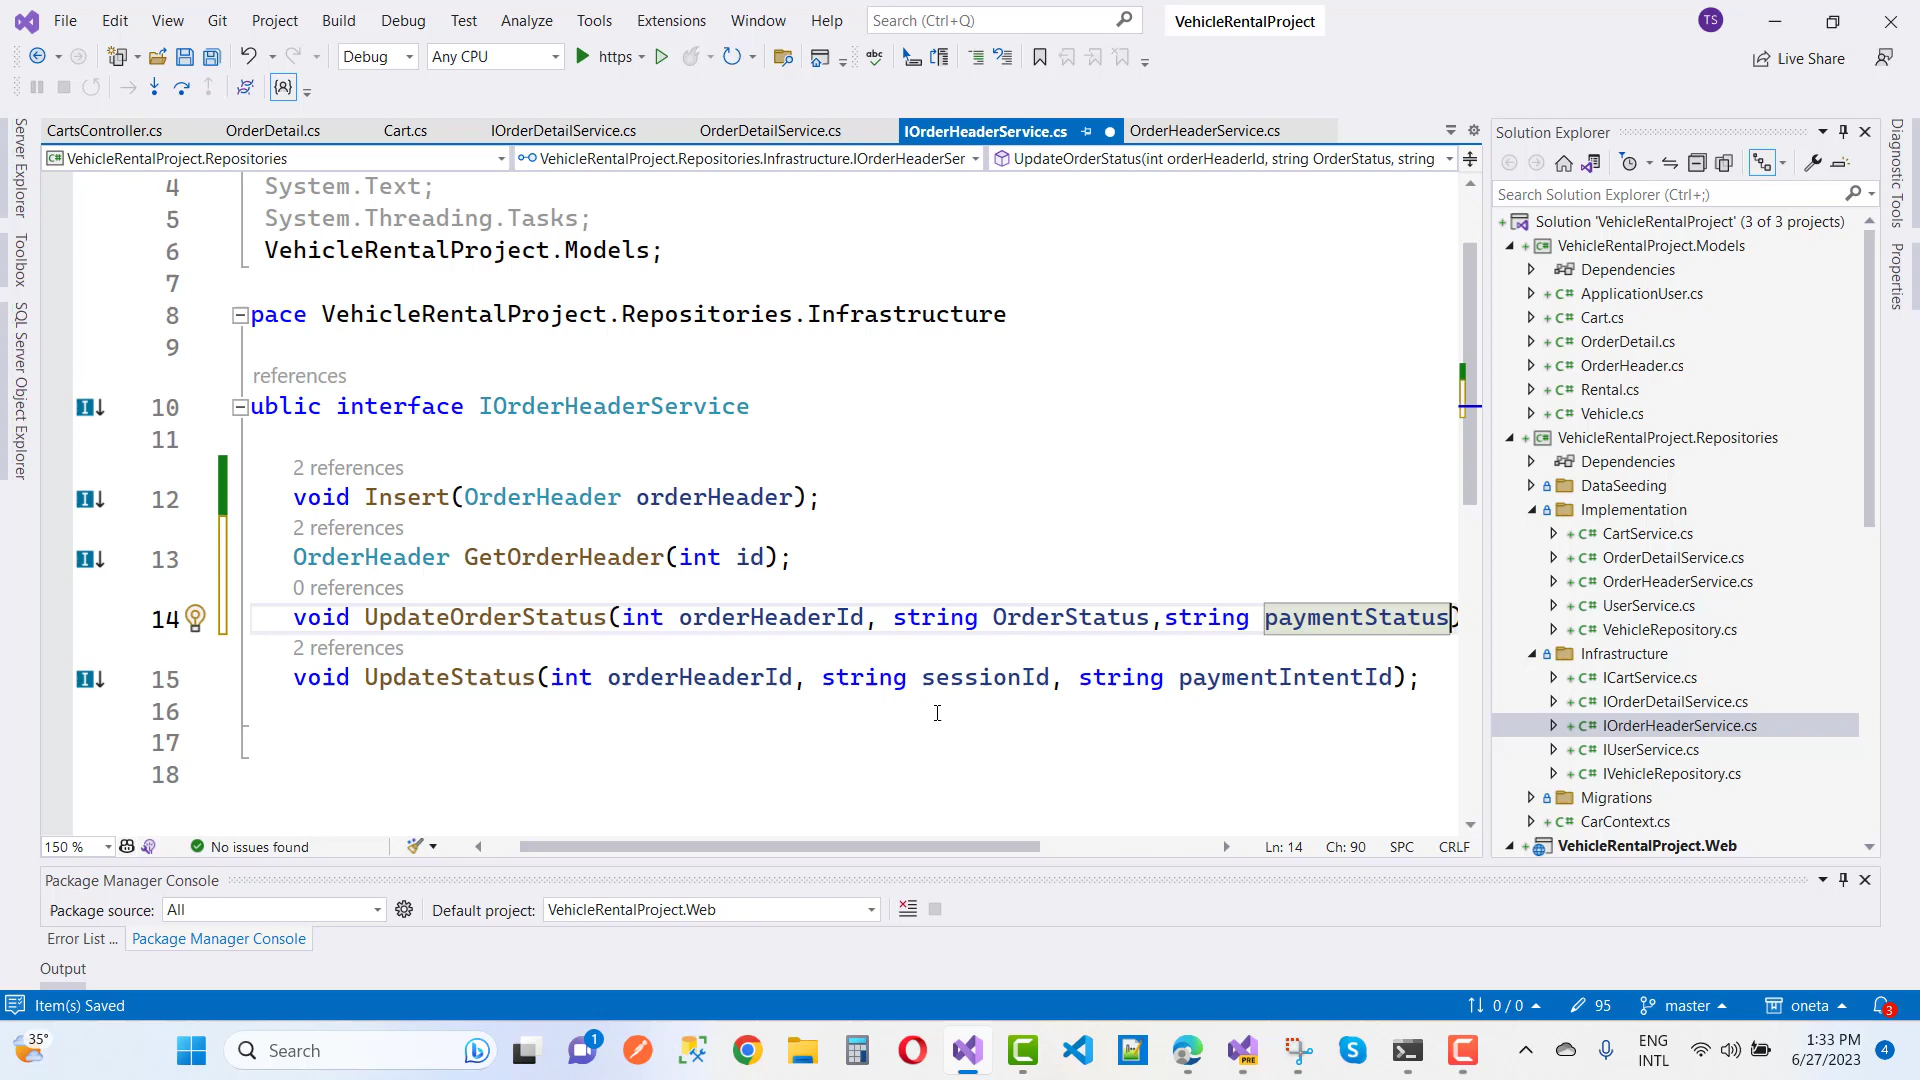 File Edit View Git Project Build Debug Test Analyze Tools Extensions Window Help Search (Ctrl+Q) VehicleRentalProject TS
Debug Any CPU https Live Share
CartsController.cs OrderDetail.cs Cart.cs IOrderDetailService.cs OrderDetailService.cs IOrderHeaderService.cs OrderHeaderService.cs
VehicleRentalProject.Repositories VehicleRentalProject.Repositories.Infrastructure.IOrderHeaderSer UpdateOrderStatus(int orderHeaderId, string OrderStatus, string
4 System.Text;
5 System.Threading.Tasks;
6 VehicleRentalProject.Models;
7
8 pace VehicleRentalProject.Repositories.Infrastructure
9
references
10 ublic interface IOrderHeaderService
11
2 references
12 void Insert(OrderHeader orderHeader);
2 references
13 OrderHeader GetOrderHeader(int id);
0 references
14 void UpdateOrderStatus(int orderHeaderId, string OrderStatus,string paymentStatus)
2 references
15 void UpdateStatus(int orderHeaderId, string sessionId, string paymentIntentId);
16
17
18
150 % No issues found Ln: 14 Ch: 90 SPC CRLF
Server Explorer
Toolbox
SQL Server Object Explorer
Solution Explorer
Search Solution Explorer (Ctrl+;)
Solution 'VehicleRentalProject' (3 of 3 projects)
VehicleRentalProject.Models
Dependencies
C# ApplicationUser.cs
C# Cart.cs
C# OrderDetail.cs
C# OrderHeader.cs
C# Rental.cs
C# Vehicle.cs
VehicleRentalProject.Repositories
Dependencies
DataSeeding
Implementation
C# CartService.cs
C# OrderDetailService.cs
C# OrderHeaderService.cs
C# UserService.cs
C# VehicleRepository.cs
Infrastructure
C# ICartService.cs
C# IOrderDetailService.cs
C# IOrderHeaderService.cs
C# IUserService.cs
C# IVehicleRepository.cs
Migrations
C# CarContext.cs
VehicleRentalProject.Web
Diagnostic Tools
Properties
Package Manager Console
Package source: All Default project: VehicleRentalProject.Web
Error List ... Package Manager Console
Output
Item(s) Saved 0 / 0 95 master oneta 3
35° Search 1 PRE ENG INTL 1:33 PM 6/27/2023 4